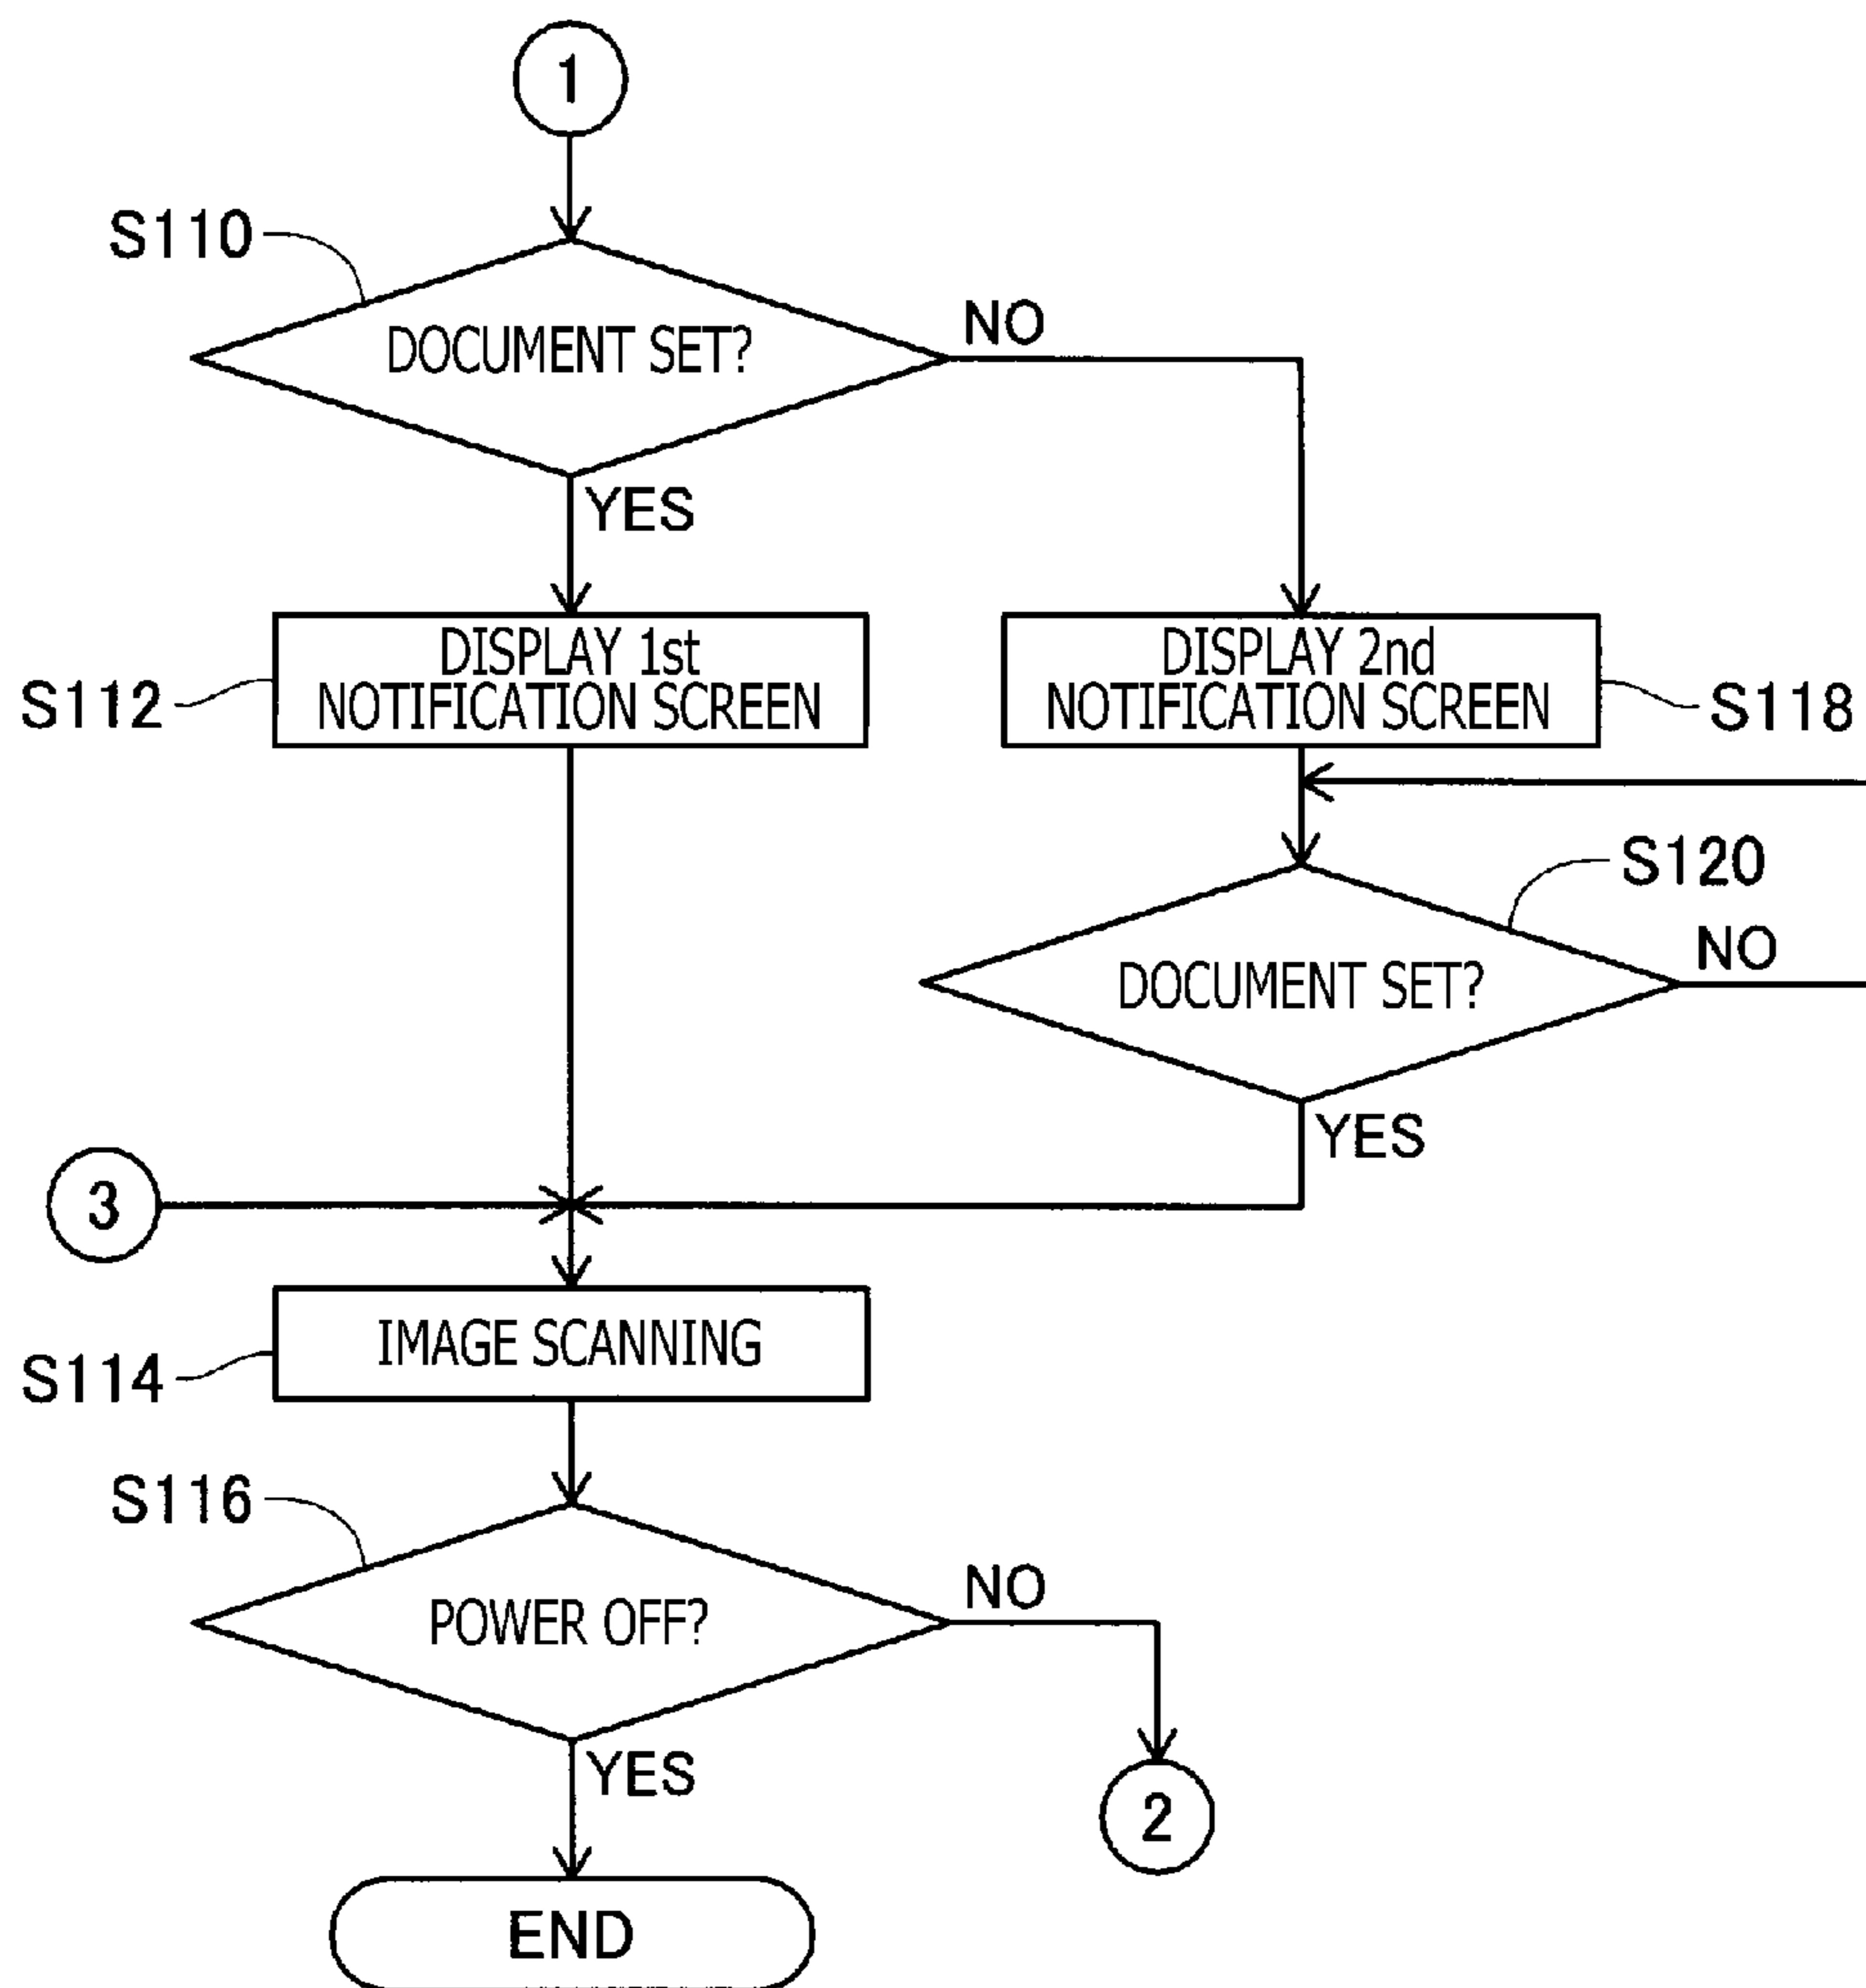 1
S110
DOCUMENT SET?
NO
YES
S112
DISPLAY 1st
NOTIFICATION SCREEN
DISPLAY 2nd
NOTIFICATION SCREEN
S118
S120
DOCUMENT SET?
NO
YES
3
S114
IMAGE SCANNING
S116
POWER OFF?
NO
YES
2
END